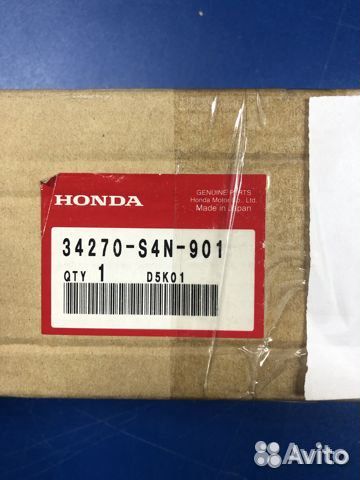 GENUINE PARTS
Honda Motor Co., Ltd.
Made in Japan
HONDA
34270-S4N-901
QTY 1 D5K01
Avito